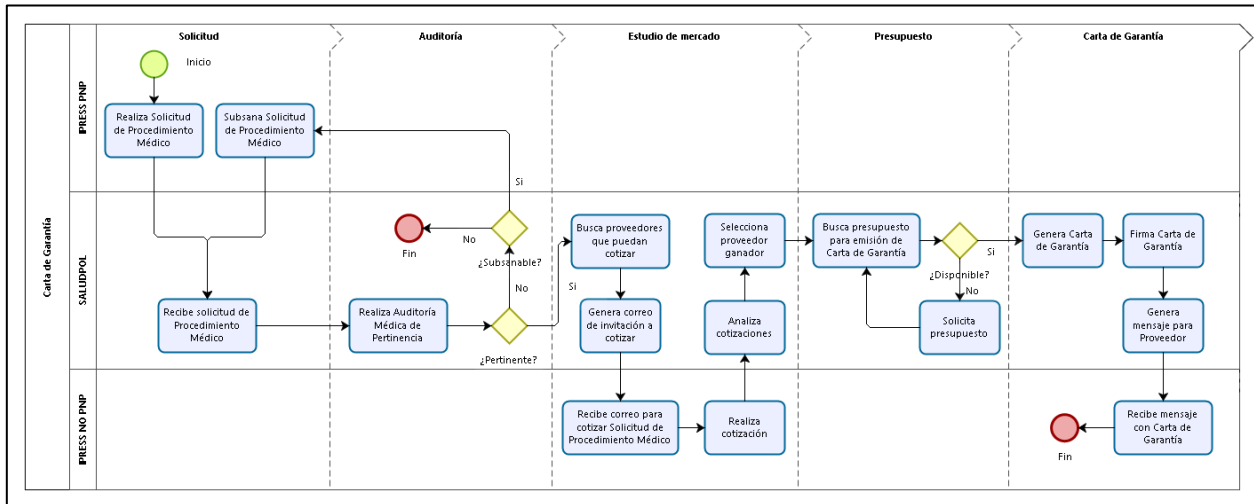 Solicitud
Auditoría
Estudio de mercado
Presupuesto
Carta de Garantía
Carta de Garantía
IPRESS PNP
Inicio
Realiza Solicitud
de Procedimiento
Médico
Subsana Solicitud
de Procedimiento
Médico
Si
SALUDPOL
Recibe solicitud de
Procedimiento
Médico
Realiza Auditoría
Médica de
Pertinencia
¿Pertinente?
No
Si
¿Subsanable?
No
Fin
Busca proveedores
que puedan
cotizar
Genera correo
de invitación a
cotizar
Selecciona
proveedor
ganador
Analiza
cotizaciones
Busca presupuesto
para emisión de
Carta de Garantía
¿Disponible?
Si
No
Solicita
presupuesto
Genera Carta
de Garantía
Firma Carta de
Garantía
Genera
mensaje para
Proveedor
IPRESS NO PNP
Recibe correo para
cotizar Solicitud de
Procedimiento Médico
Realiza
cotización
Recibe mensaje
con Carta de
Garantía
Fin